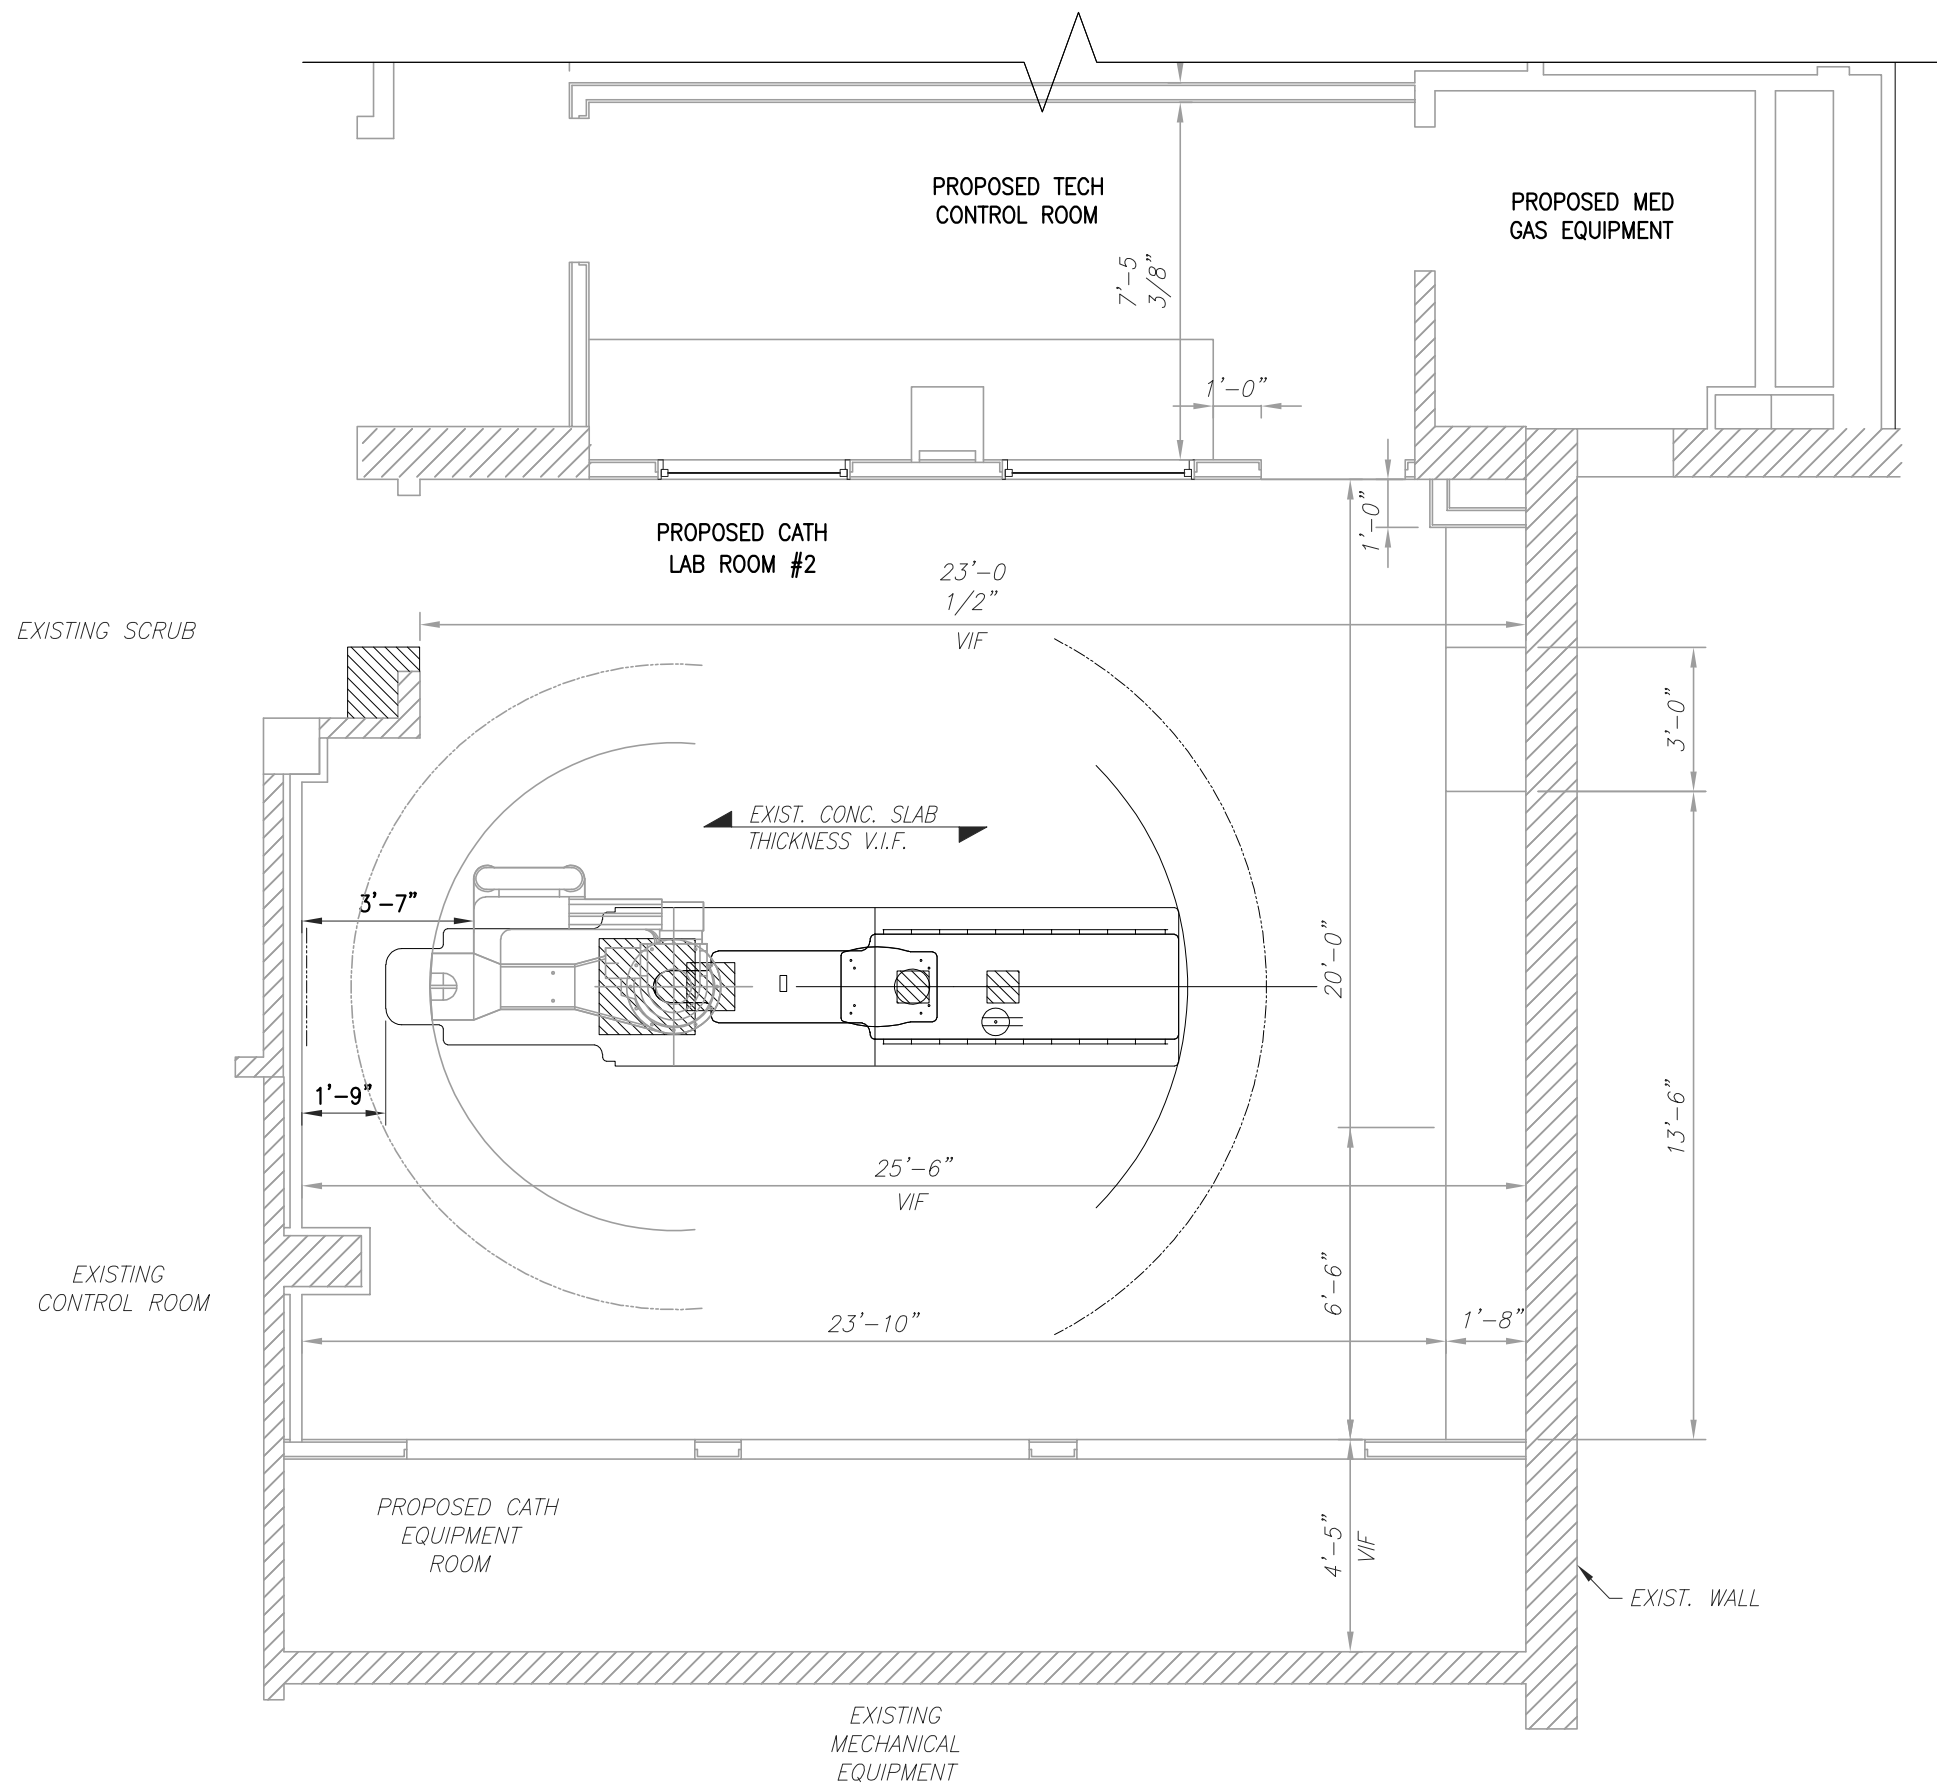 PROPOSED TECH
CONTROL ROOM
PROPOSED MED
GAS EQUIPMENT
7'-5
3/8"
1'-0"
1'-0"
PROPOSED CATH
LAB ROOM #2
23'-0
1/2"
VIF
EXISTING SCRUB
3'-0"
EXIST. CONC. SLAB
THICKNESS V.I.F.
3'-7"
20'-0"
1'-9"
13'-6"
25'-6"
VIF
EXISTING
CONTROL ROOM
6'-6"
23'-10"
1'-8"
PROPOSED CATH
EQUIPMENT
ROOM
4'-5"
VIF
EXIST. WALL
EXISTING
MECHANICAL
EQUIPMENT